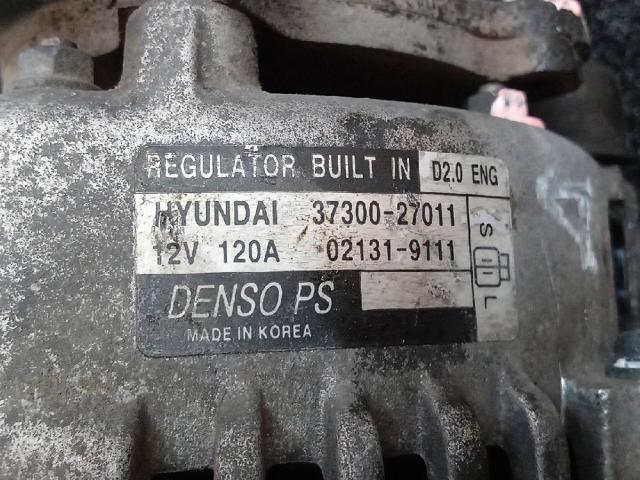 REGULATOR BUILT IN D2.0 ENG
HYUNDAI 37300-27011
12V 120A 02131-9111
S
L
DENSO PS
MADE IN KOREA